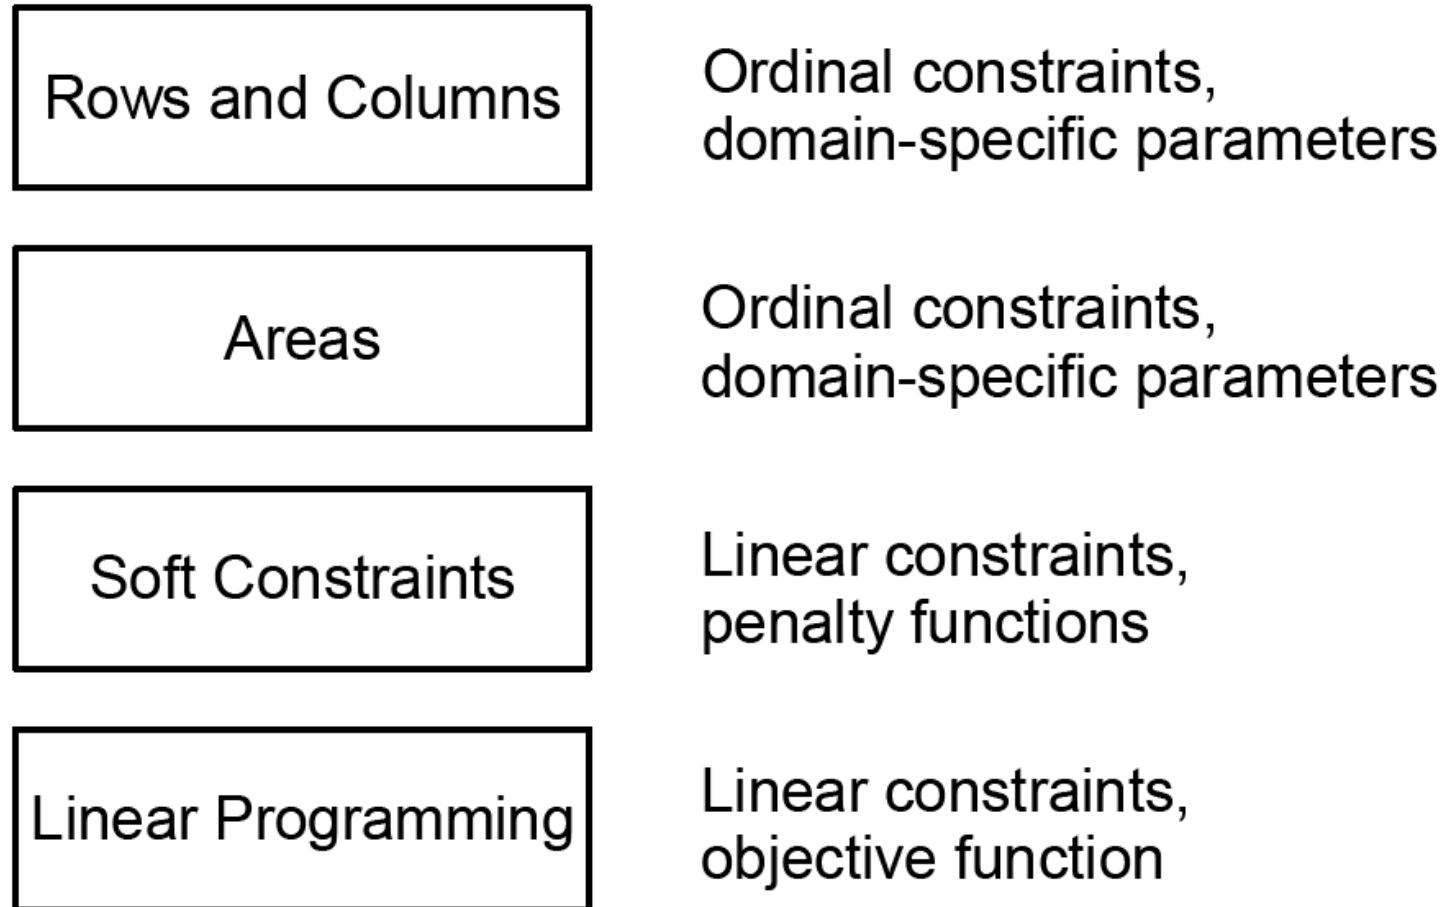 Rows and Columns
Ordinal constraints,
domain-specific parameters
Areas
Ordinal constraints,
domain-specific parameters
Soft Constraints
Linear constraints,
penalty functions
Linear Programming
Linear constraints,
objective function